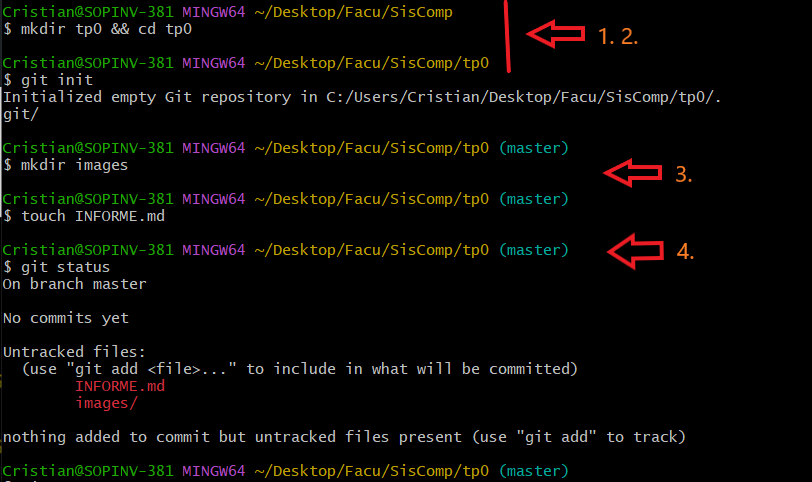 Cristian@SOPINV-381 MINGW64 ~/Desktop/Facu/SisComp
$ mkdir tp0 && cd tp0
1. 2.
Cristian@SOPINV-381 MINGW64 ~/Desktop/Facu/SisComp/tp0
$ git init
Initialized empty Git repository in C:/Users/Cristian/Desktop/Facu/SisComp/tp0/.
git/
Cristian@SOPINV-381 MINGW64 ~/Desktop/Facu/SisComp/tp0 (master)
$ mkdir images
3.
Cristian@SOPINV-381 MINGW64 ~/Desktop/Facu/SisComp/tp0 (master)
$ touch INFORME.md
Cristian@SOPINV-381 MINGW64 ~/Desktop/Facu/SisComp/tp0 (master)
4.
$ git status
On branch master
No commits yet
Untracked files:
(use "git add <file>..." to include in what will be committed)
INFORME.md
images/
nothing added to commit but untracked files present (use "git add" to track)
Cristian@SOPINV-381 MINGW64 ~/Desktop/Facu/SisComp/tp0 (master)